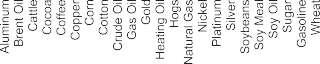 Aluminum
Brent Oil
Cattle
Cocoa
Coffee
Copper
Corn
Cotton
Crude Oil
Gas Oil
Gold
Heating Oil
Hogs
Natural Gas
Nickel
Platinum
Silver
Soybeans
Soy Meal
Soy Oil
Sugar
Gasoline
Wheat